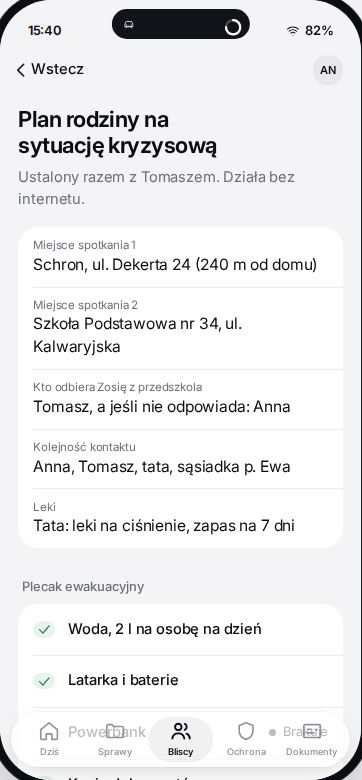 15:40
82%
Wstecz
AN
Plan rodziny na
sytuację kryzysową
Ustalony razem z Tomaszem. Działa bez
internetu.
Miejsce spotkania 1
Schron, ul. Dekerta 24 (240 m od domu)
Miejsce spotkania 2
Szkoła Podstawowa nr 34, ul.
Kalwaryjska
Kto odbiera Zosię z przedszkola
Tomasz, a jeśli nie odpowiada: Anna
Kolejność kontaktu
Anna, Tomasz, tata, sąsiadka p. Ewa
Leki
Tata: leki na ciśnienie, zapas na 7 dni
Plecak ewakuacyjny
Woda, 2 l na osobę na dzień
Latarka i baterie
Powerbank
Dziś
Sprawy
Bliscy
Ochrona
Dokumenty